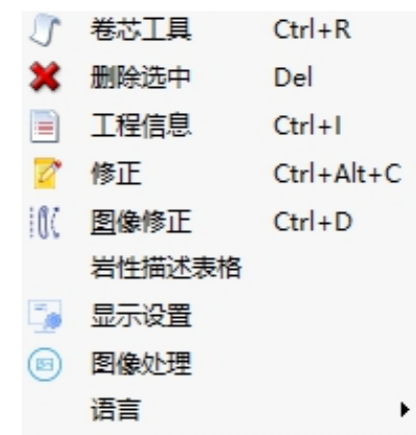 卷芯工具 Ctrl+R
删除选中 Del
工程信息 Ctrl+I
修正 Ctrl+Alt+C
图像修正 Ctrl+D
岩性描述表格
显示设置
图像处理
语言